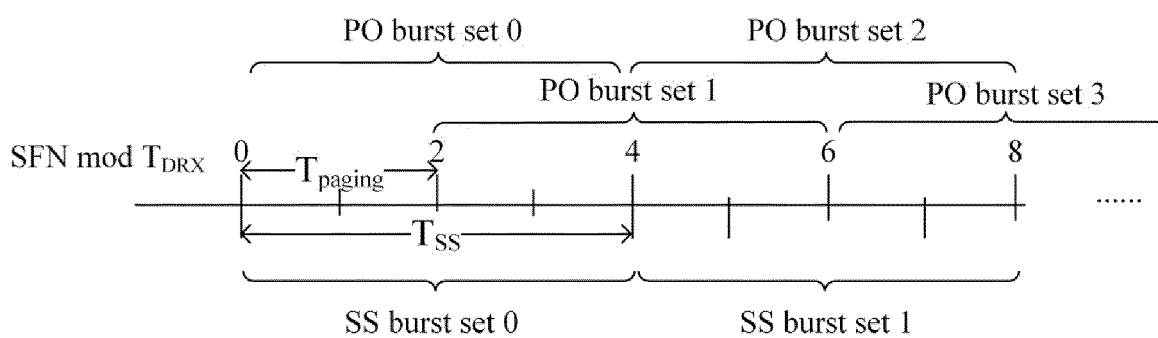 PO burst set 0
PO burst set 2
PO burst set 1
PO burst set 3
SFN mod T_DRX 0 2 4 6 8
T_paging
......
T_SS
SS burst set 0
SS burst set 1